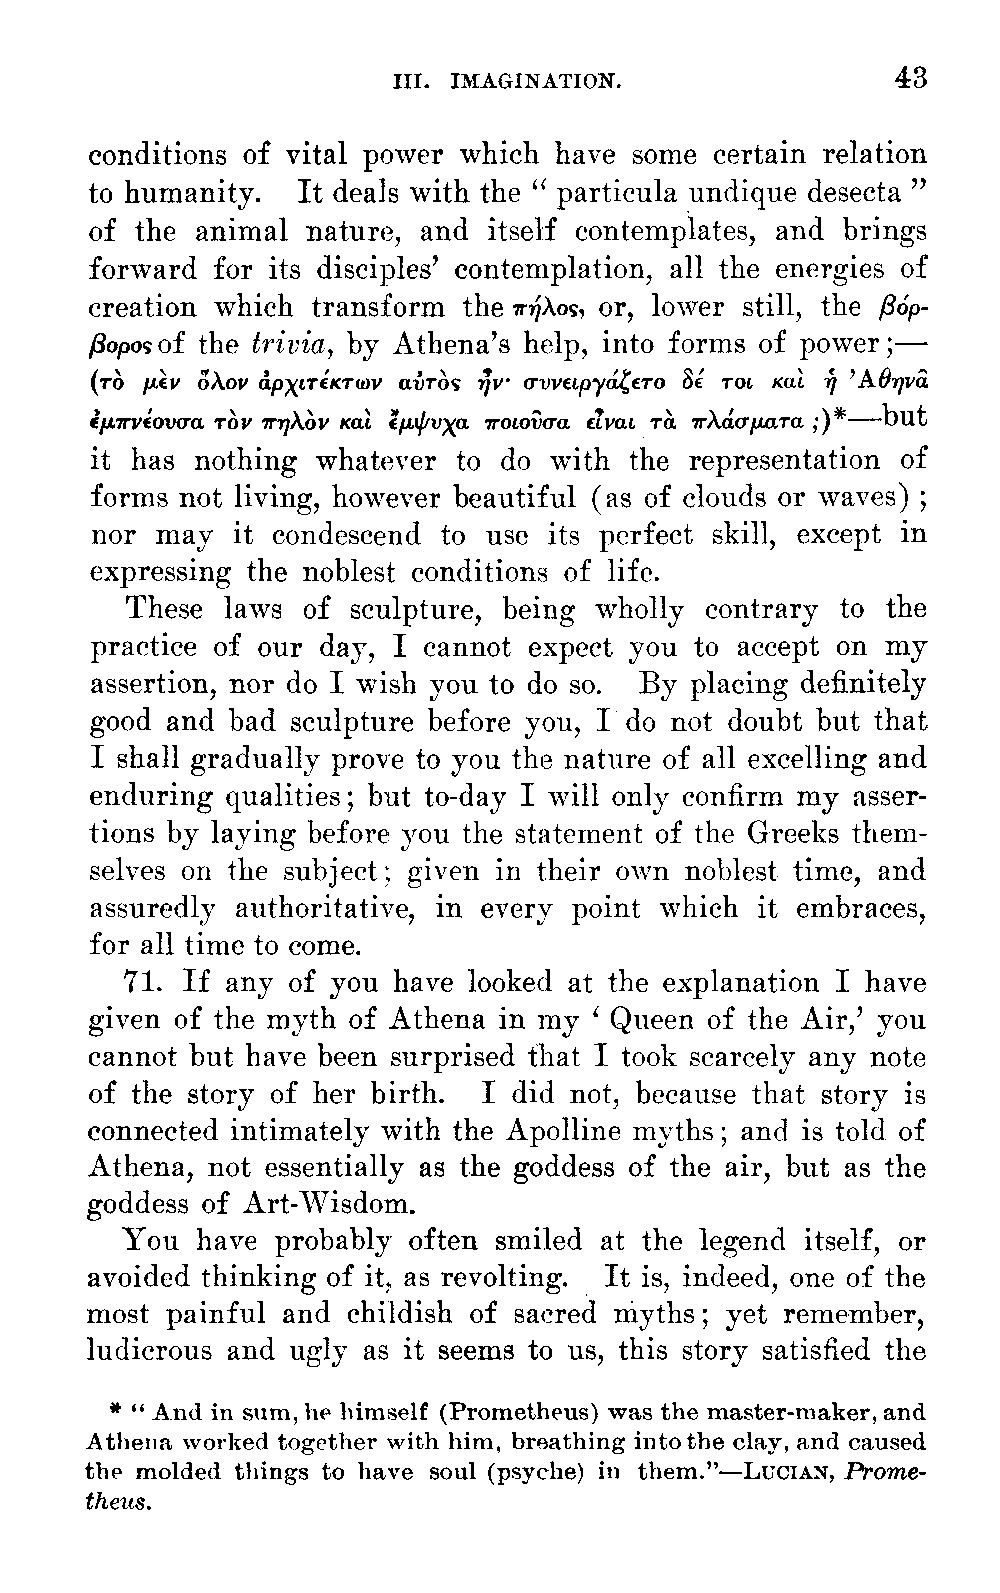 III. IMAGINATION. 43
conditions of vital power which have some certain relation
to humanity. It deals with the “ particula undique desecta ”
of the animal nature, and itself contemplates, and brings
forward for its disciples’ contemplation, all the energies of
creation which transform the πήλος, or, lower still, the βόρ-
βορος of the trivia, by Athena’s help, into forms of power;—
(τὸ μὲν ὅλον ἀρχιτέκτων αὐτὸς ἦν· συνειργάζετο δέ τοι καὶ ἡ ’Αθηνᾶ
ἐμπνέουσα τὸν πηλὸν καὶ ἔμψυχα ποιοῦσα εἶναι τὰ πλάσματα ;)*—but
it has nothing whatever to do with the representation of
forms not living, however beautiful (as of clouds or waves) ;
nor may it condescend to use its perfect skill, except in
expressing the noblest conditions of life.
These laws of sculpture, being wholly contrary to the
practice of our day, I cannot expect you to accept on my
assertion, nor do I wish you to do so. By placing definitely
good and bad sculpture before you, I do not doubt but that
I shall gradually prove to you the nature of all excelling and
enduring qualities; but to-day I will only confirm my asser-
tions by laying before you the statement of the Greeks them-
selves on the subject; given in their own noblest time, and
assuredly authoritative, in every point which it embraces,
for all time to come.
71. If any of you have looked at the explanation I have
given of the myth of Athena in my ‘ Queen of the Air,’ you
cannot but have been surprised that I took scarcely any note
of the story of her birth. I did not, because that story is
connected intimately with the Apolline myths; and is told of
Athena, not essentially as the goddess of the air, but as the
goddess of Art-Wisdom.
You have probably often smiled at the legend itself, or
avoided thinking of it, as revolting. It is, indeed, one of the
most painful and childish of sacred myths; yet remember,
ludicrous and ugly as it seems to us, this story satisfied the
* “ And in sum, he himself (Prometheus) was the master-maker, and
Athena worked together with him, breathing into the clay, and caused
the molded things to have soul (psyche) in them.”—LUCIAN, Prome-
theus.